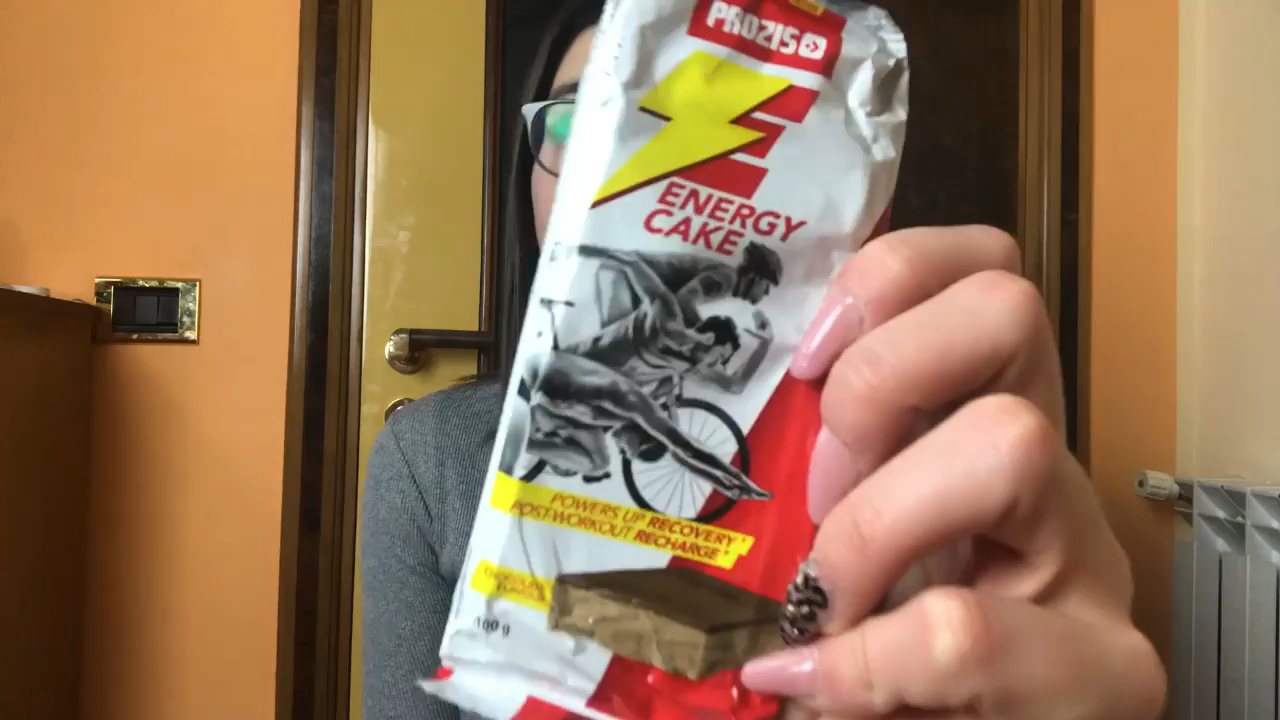 PROZIS
ENERGY
CAKE
POWERS UP RECOVERY*
POST-WORKOUT RECHARGE*
100 g